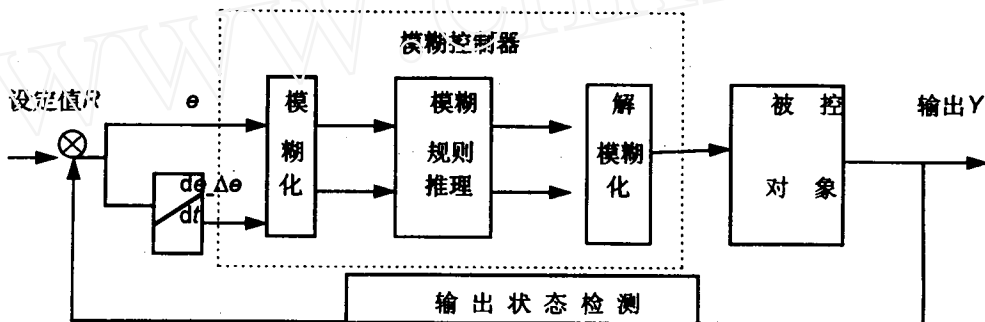 模糊控制器
设定值R
e
模糊化
模糊规则推理
解模糊化
被控对象
输出Y
de
dt
Δe
输出状态检测